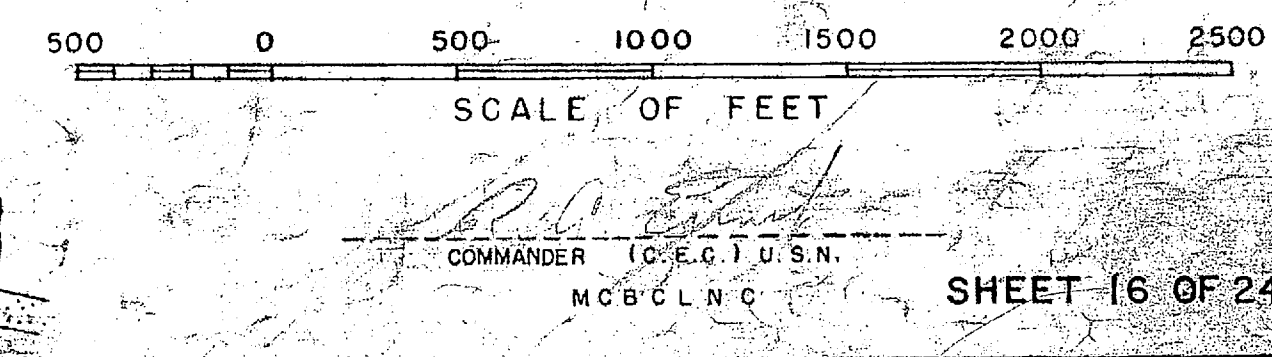 500 0 500 1000 1500 2000 2500
SCALE OF FEET
R. A.
COMMANDER (C.E.C.) U.S.N.
MCBCLNC
SHEET 16 OF 24